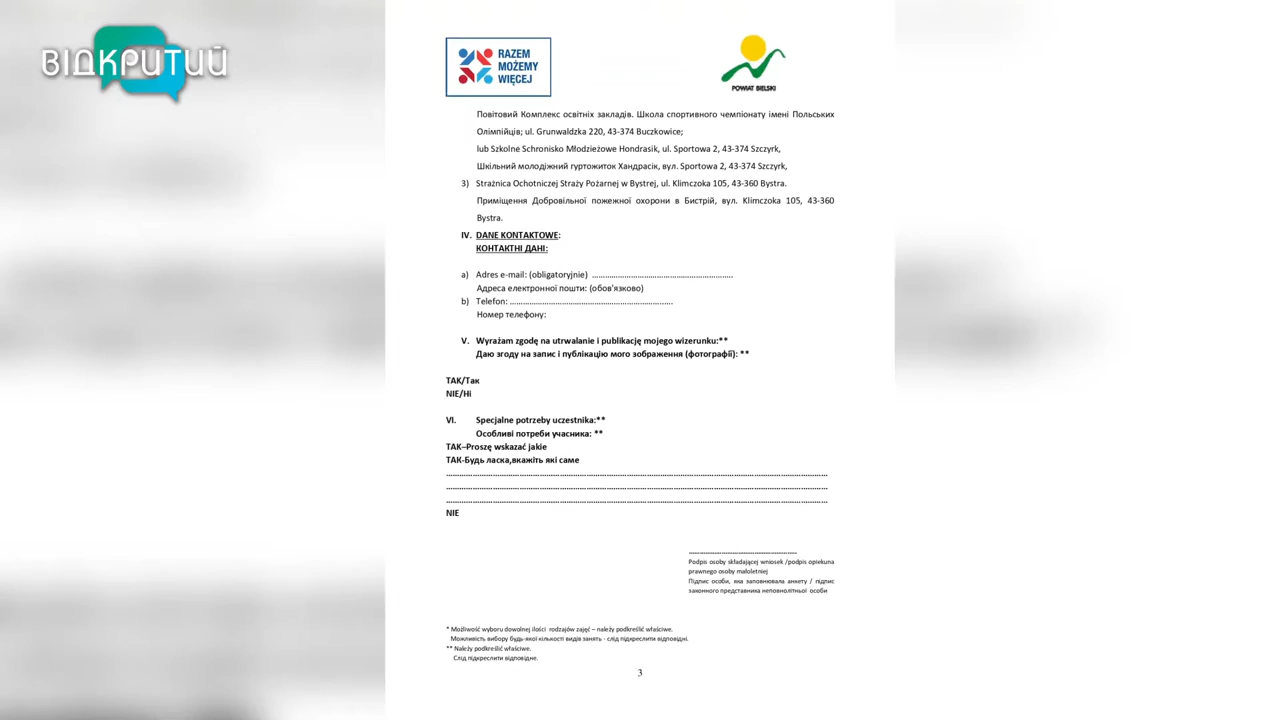 ВІДКРИТИЙ
RAZEM
MOŻEMY
WIĘCEJ
POWIAT BIELSKI
Повітовий Комплекс освітніх закладів. Школа спортивного чемпіонату імені Польських
Олімпійців; ul. Grunwaldzka 220, 43-374 Buczkowice;
lub Szkolne Schronisko Młodzieżowe Hondrasik, ul. Sportowa 2, 43-374 Szczyrk,
Шкільний молодіжний гуртожиток Хандрасік, вул. Sportowa 2, 43-374 Szczyrk,
3) Strażnica Ochotniczej Straży Pożarnej w Bystrej, ul. Klimczoka 105, 43-360 Bystra.
Приміщення Добровільної пожежної охорони в Бистрій, вул. Klimczoka 105, 43-360
Bystra.
IV. DANE KONTAKTOWE:
КОНТАКТНІ ДАНІ:
a) Adres e-mail: (obligatoryjnie) ………………………………………………………..
Адреса електронної пошти: (обов'язково)
b) Telefon: …………………………………………………………………
Номер телефону:
V. Wyrażam zgodę na utrwalanie i publikację mojego wizerunku:**
Даю згоду на запис і публікацію мого зображення (фотографії): **
TAK/Так
NIE/Ні
VI. Specjalne potrzeby uczestnika:**
Особливі потреби учасника: **
TAK–Proszę wskazać jakie
ТАК-Будь ласка,вкажіть які саме
……………………………………………………………………………………………………………………………………………………………
……………………………………………………………………………………………………………………………………………………………
……………………………………………………………………………………………………………………………………………………………
NIE
…………………………………………….
Podpis osoby składającej wniosek /podpis opiekuna
prawnego osoby małoletniej
Підпис особи, яка заповнювала анкету / підпис
законного представника неповнолітньої особи
* Możliwość wyboru dowolnej ilości rodzajów zajęć – należy podkreślić właściwe.
Можливість вибору будь-якої кількості видів занять - слід підкреслити відповідні.
** Należy podkreślić właściwe.
Слід підкреслити відповідне.
3